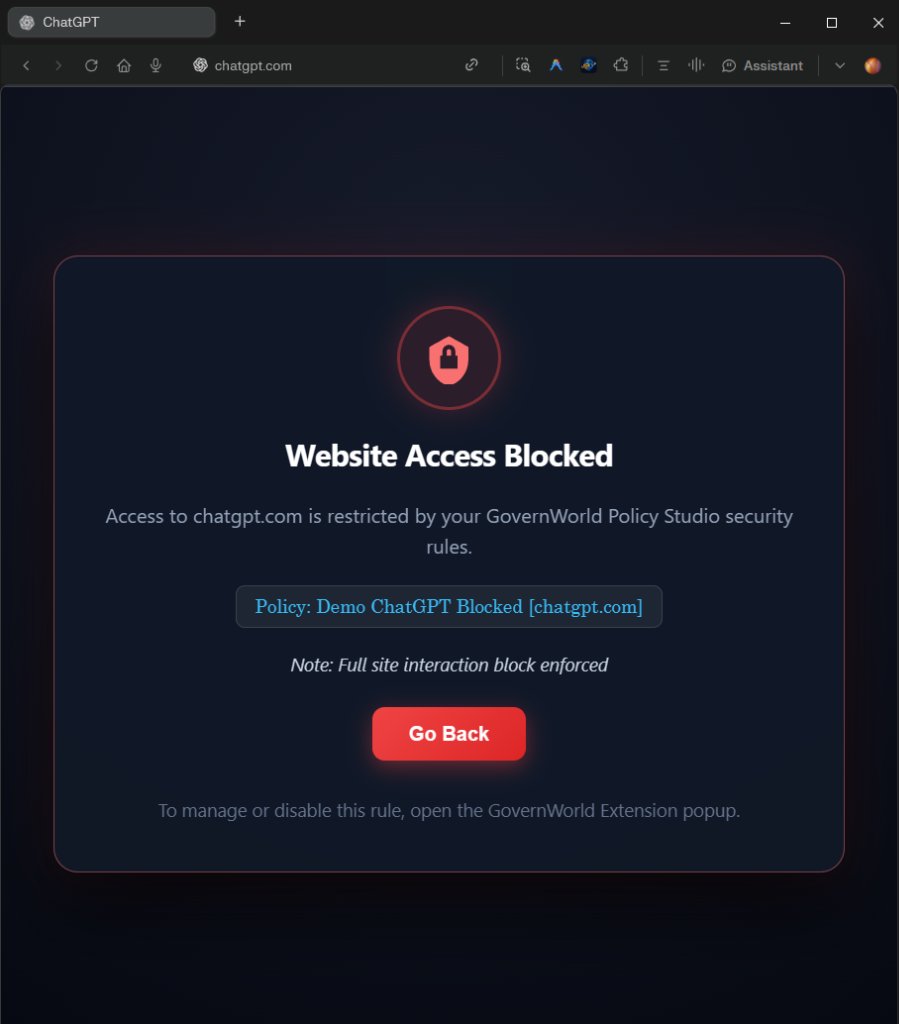 ChatGPT
chatgpt.com
Assistant
Website Access Blocked
Access to chatgpt.com is restricted by your GovernWorld Policy Studio security
rules.
Policy: Demo ChatGPT Blocked [chatgpt.com]
Note: Full site interaction block enforced
Go Back
To manage or disable this rule, open the GovernWorld Extension popup.